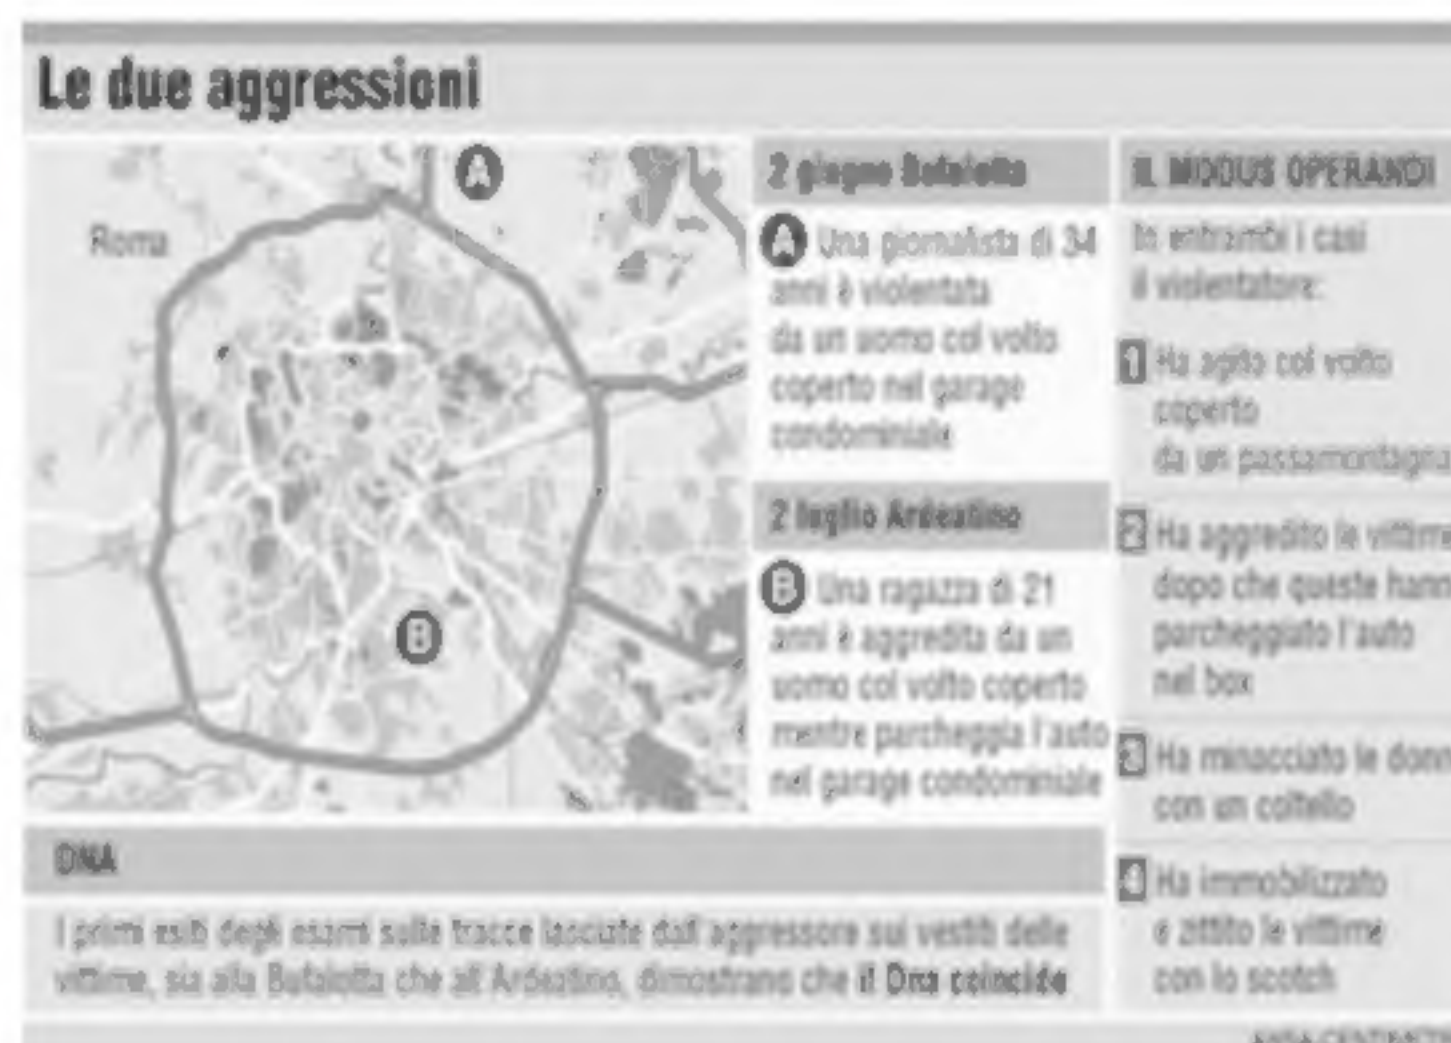 Le due aggressioni
Roma
A
B
2 giugno Bufalotta
A Una giornalista di 34
anni è violentata
da un uomo col volto
coperto nel garage
condominiale
2 luglio Ardeatino
B Una ragazza di 21
anni è aggredita da un
uomo col volto coperto
mentre parcheggia l'auto
nel garage condominiale
DNA
I primi esiti degli esami sulle tracce lasciate dall'aggressore sui vestiti delle
vittime, sia alla Bufalotta che all'Ardeatino, dimostrano che il Dna coincide
IL MODUS OPERANDI
In entrambi i casi
il violentatore:
1 Ha agito col volto
coperto
da un passamontagna
2 Ha aggredito le vittime
dopo che queste hann
parcheggiato l'auto
nel box
3 Ha minacciato le donn
con un coltello
4 Ha immobilizzato
e zittito le vittime
con lo scotch